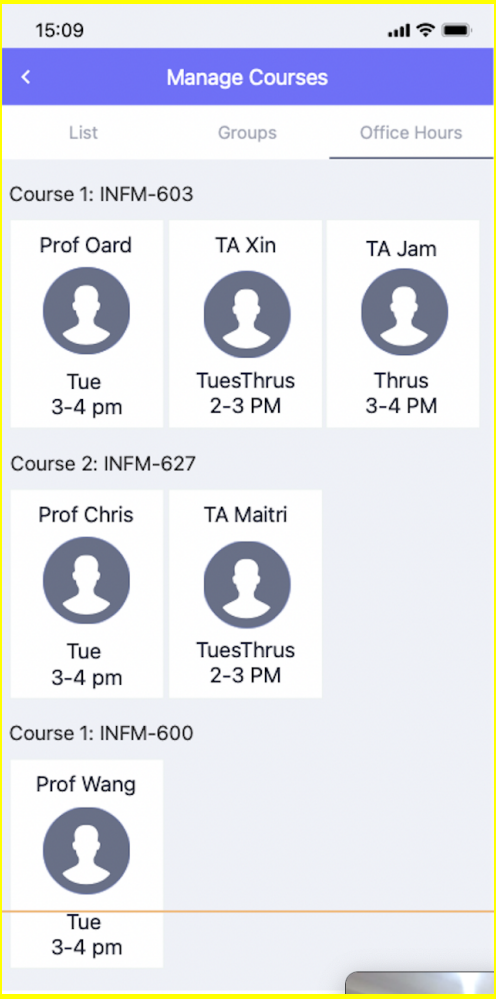 15:09
Manage Courses
List Groups Office Hours
Course 1: INFM-603
Prof Oard TA Xin TA Jam
Tue TuesThrus Thrus
3-4 pm 2-3 PM 3-4 PM
Course 2: INFM-627
Prof Chris TA Maitri
Tue TuesThrus
3-4 pm 2-3 PM
Course 1: INFM-600
Prof Wang
Tue
3-4 pm